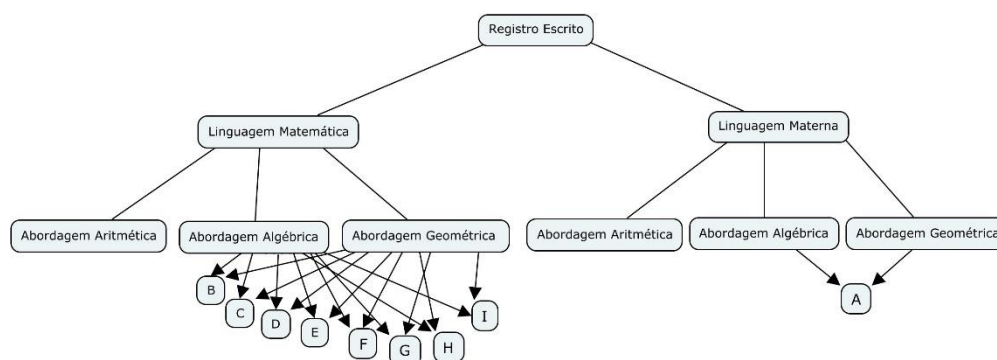 Registro Escrito
Linguagem Matemática
Linguagem Materna
Abordagem Aritmética
Abordagem Algébrica
Abordagem Geométrica
Abordagem Aritmética
Abordagem Algébrica
Abordagem Geométrica
B
C
D
E
F
G
H
I
A